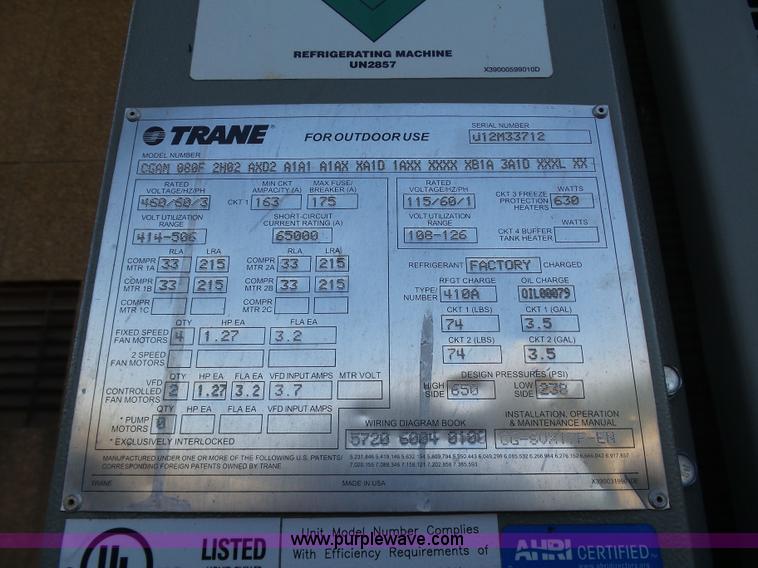 REFRIGERATING MACHINE
UN2857
X39000599010D
TRANE
FOR OUTDOOR USE
SERIAL NUMBER
U12M33712
MODEL NUMBER
CGAM 080F 2H02 AXD2 A1A1 A1AX XA1D 1AXX XXXX XB1A 3A1D XXXL XX
RATED VOLTAGE/HZ/PH 460/60/3
CKT 1
MIN CKT AMPACITY (A) 163
MAX FUSE/ BREAKER (A) 175
VOLT UTILIZATION RANGE 414-506
SHORT-CIRCUIT CURRENT RATING (A) 65000
RATED VOLTAGE/HZ/PH 115/60/1
CKT 3 FREEZE PROTECTION HEATERS
WATTS 630
VOLT UTILIZATION RANGE 108-126
CKT 4 BUFFER TANK HEATER
WATTS
RLA LRA RLA LRA
COMPR MTR 1A 33 215 COMPR MTR 2A 33 215
COMPR MTR 1B 33 215 COMPR MTR 2B 33 215
COMPR MTR 1C COMPR MTR 2C
REFRIGERANT FACTORY CHARGED
RFGT CHARGE OIL CHARGE
TYPE/ NUMBER 410A OIL00079
CKT 1 (LBS) CKT 1 (GAL)
74 3.5
CKT 2 (LBS) CKT 2 (GAL)
74 3.5
DESIGN PRESSURES (PSI)
HIGH SIDE 650 LOW SIDE 238
QTY HP EA FLA EA
FIXED SPEED FAN MOTORS 4 1.27 3.2
2 SPEED FAN MOTORS
QTY HP EA FLA EA VFD INPUT AMPS MTR VOLT
VFD CONTROLLED FAN MOTORS 2 1.27 3.2 3.7
QTY HP EA FLA EA VFD INPUT AMPS
* PUMP MOTORS 0
* EXCLUSIVELY INTERLOCKED
WIRING DIAGRAM BOOK
5720 6004 0100
INSTALLATION, OPERATION & MAINTENANCE MANUAL
MANUFACTURED UNDER ONE OR MORE OF THE FOLLOWING U.S. PATENTS/
CORRESPONDING FOREIGN PATENTS OWNED BY TRANE
TRANE
MADE IN USA
UL
LISTED
Unit Model Number Complies
With Efficiency Requirements of
AHRI CERTIFIED
www.purplewave.com